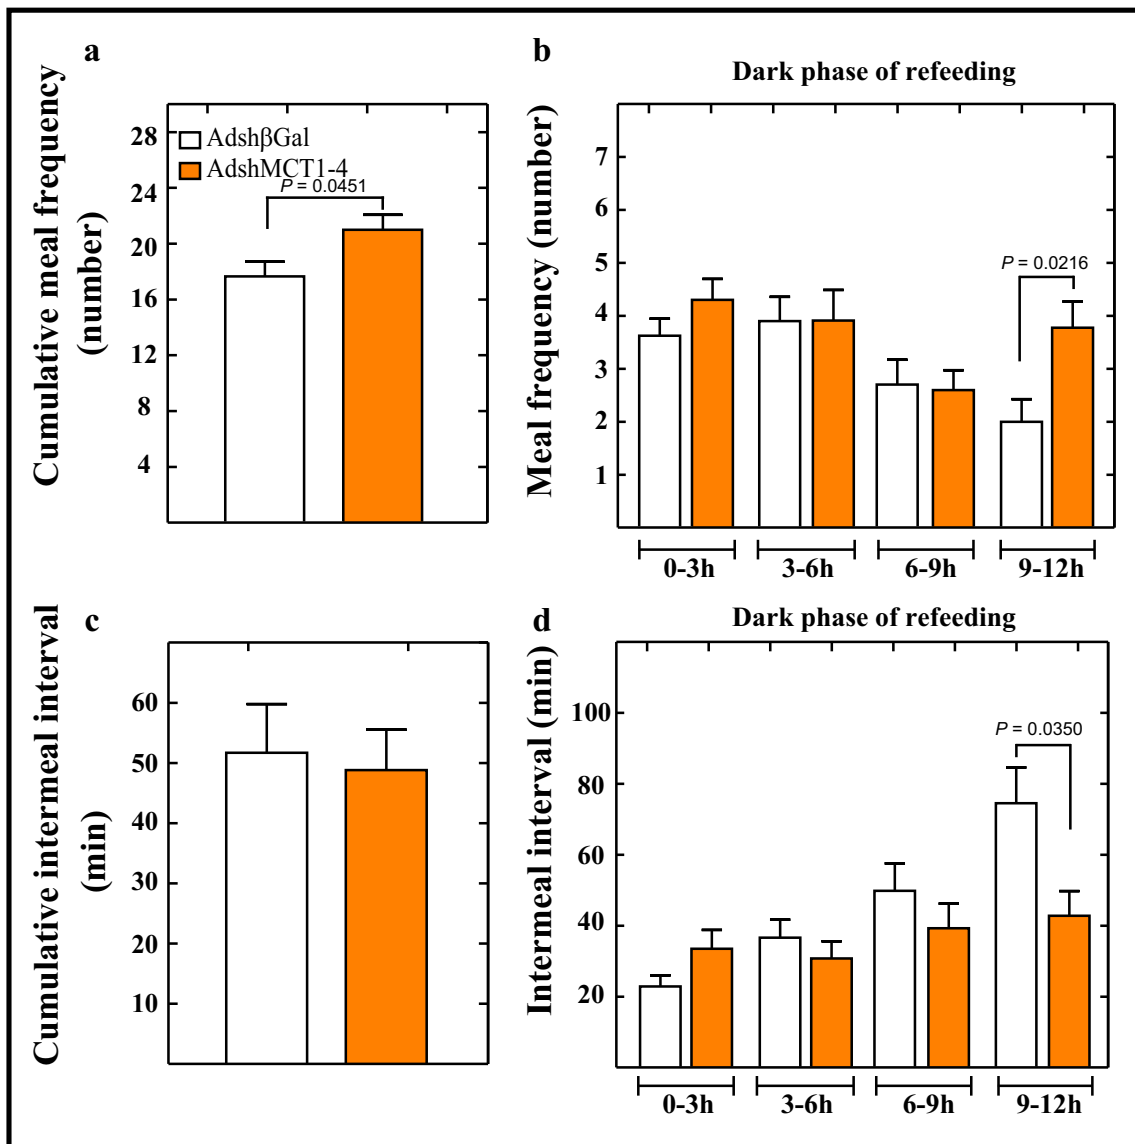 a
Cumulative meal frequency
(number)
28
24
20
16
12
8
4
AdshβGal
AdshMCT1-4
P = 0.0451
b
Dark phase of refeeding
Meal frequency (number)
7
6
5
4
3
2
1
P = 0.0216
0-3h
3-6h
6-9h
9-12h
c
Cumulative intermeal interval
(min)
60
50
40
30
20
10
d
Dark phase of refeeding
Intermeal interval (min)
100
80
60
40
20
P = 0.0350
0-3h
3-6h
6-9h
9-12h